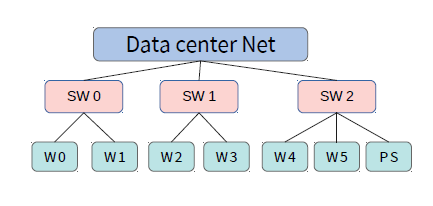 Data center Net
SW 0
SW 1
SW 2
W0
W1
W2
W3
W4
W5
PS